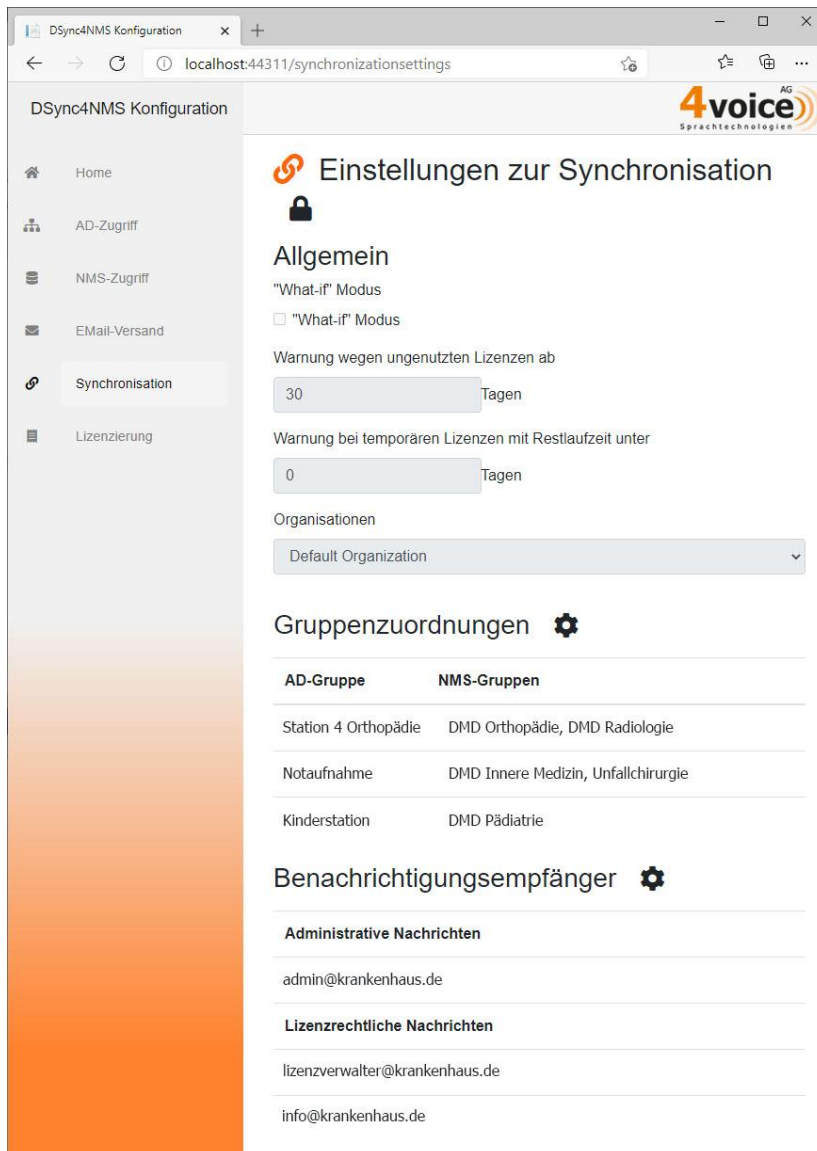 DSync4NMS Konfiguration
localhost:44311/synchronizationsettings
DSync4NMS Konfiguration
4voice AG
Sprachtechnologien
Home
AD-Zugriff
NMS-Zugriff
EMail-Versand
Synchronisation
Lizenzierung
Einstellungen zur Synchronisation
Allgemein
"What-if" Modus
"What-if" Modus
Warnung wegen ungenutzten Lizenzen ab
30 Tagen
Warnung bei temporären Lizenzen mit Restlaufzeit unter
0 Tagen
Organisationen
Default Organization
Gruppenzuordnungen
AD-Gruppe NMS-Gruppen
Station 4 Orthopädie DMD Orthopädie, DMD Radiologie
Notaufnahme DMD Innere Medizin, Unfallchirurgie
Kinderstation DMD Pädiatrie
Benachrichtigungsempfänger
Administrative Nachrichten
admin@krankenhaus.de
Lizenzrechtliche Nachrichten
lizenzverwalter@krankenhaus.de
info@krankenhaus.de